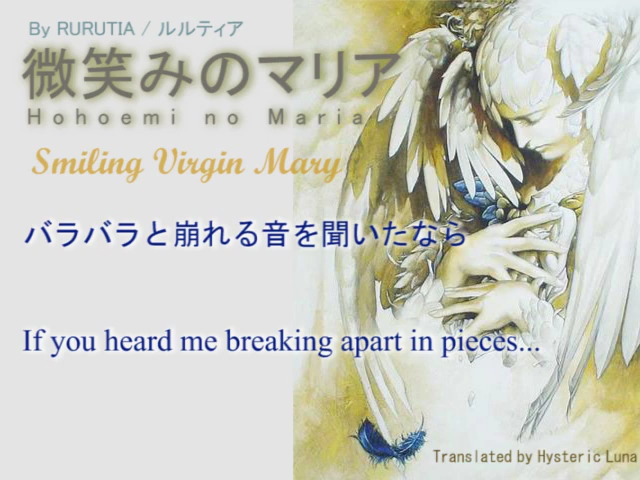 By RURUTIA / ルルティア
微笑みのマリア
Hohoemi no Maria
Smiling Virgin Mary
バラバラと崩れる音を聞いたなら
If you heard me breaking apart in pieces...
Translated by Hysteric Luna